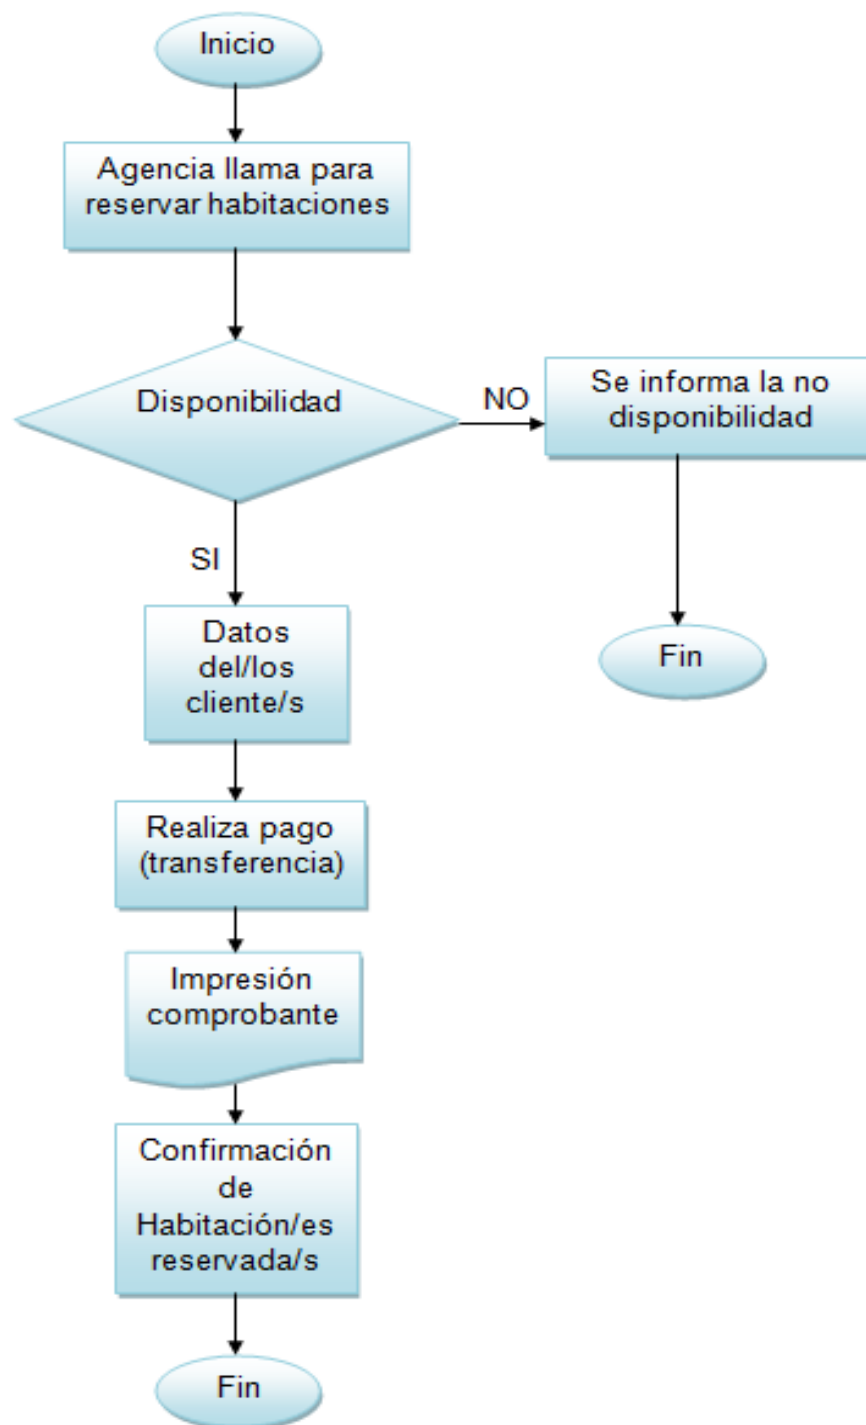 Inicio
Agencia llama para
reservar habitaciones
Disponibilidad
NO
Se informa la no
disponibilidad
SI
Datos
del/los
cliente/s
Fin
Realiza pago
(transferencia)
Impresión
comprobante
Confirmación
de
Habitación/es
reservada/s
Fin